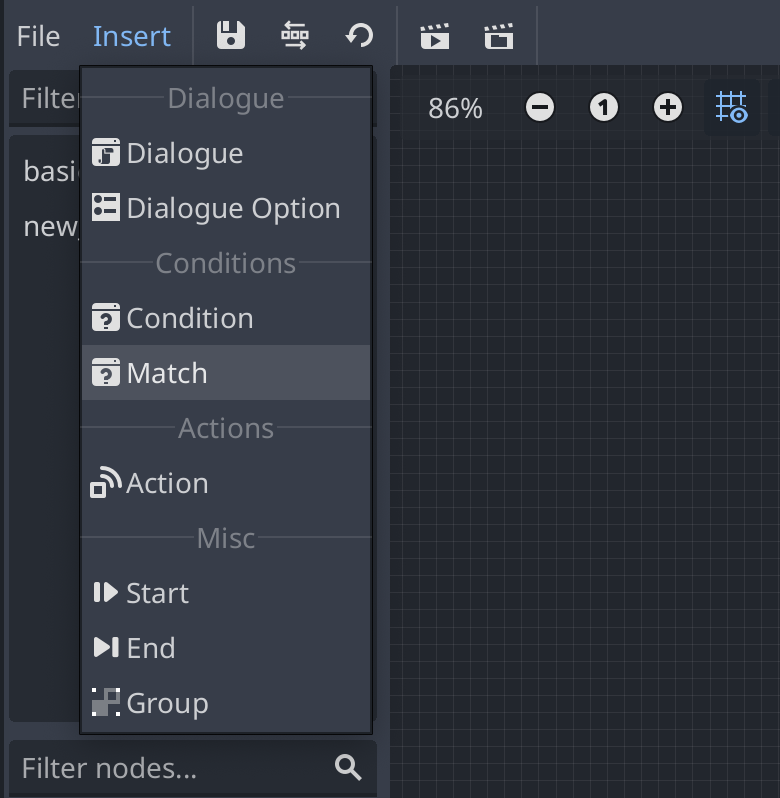 File Insert
Filter
Dialogue
86% 1
Dialogue
basi
Dialogue Option
new_
Conditions
Condition
Match
Actions
Action
Misc
Start
End
Group
Filter nodes...